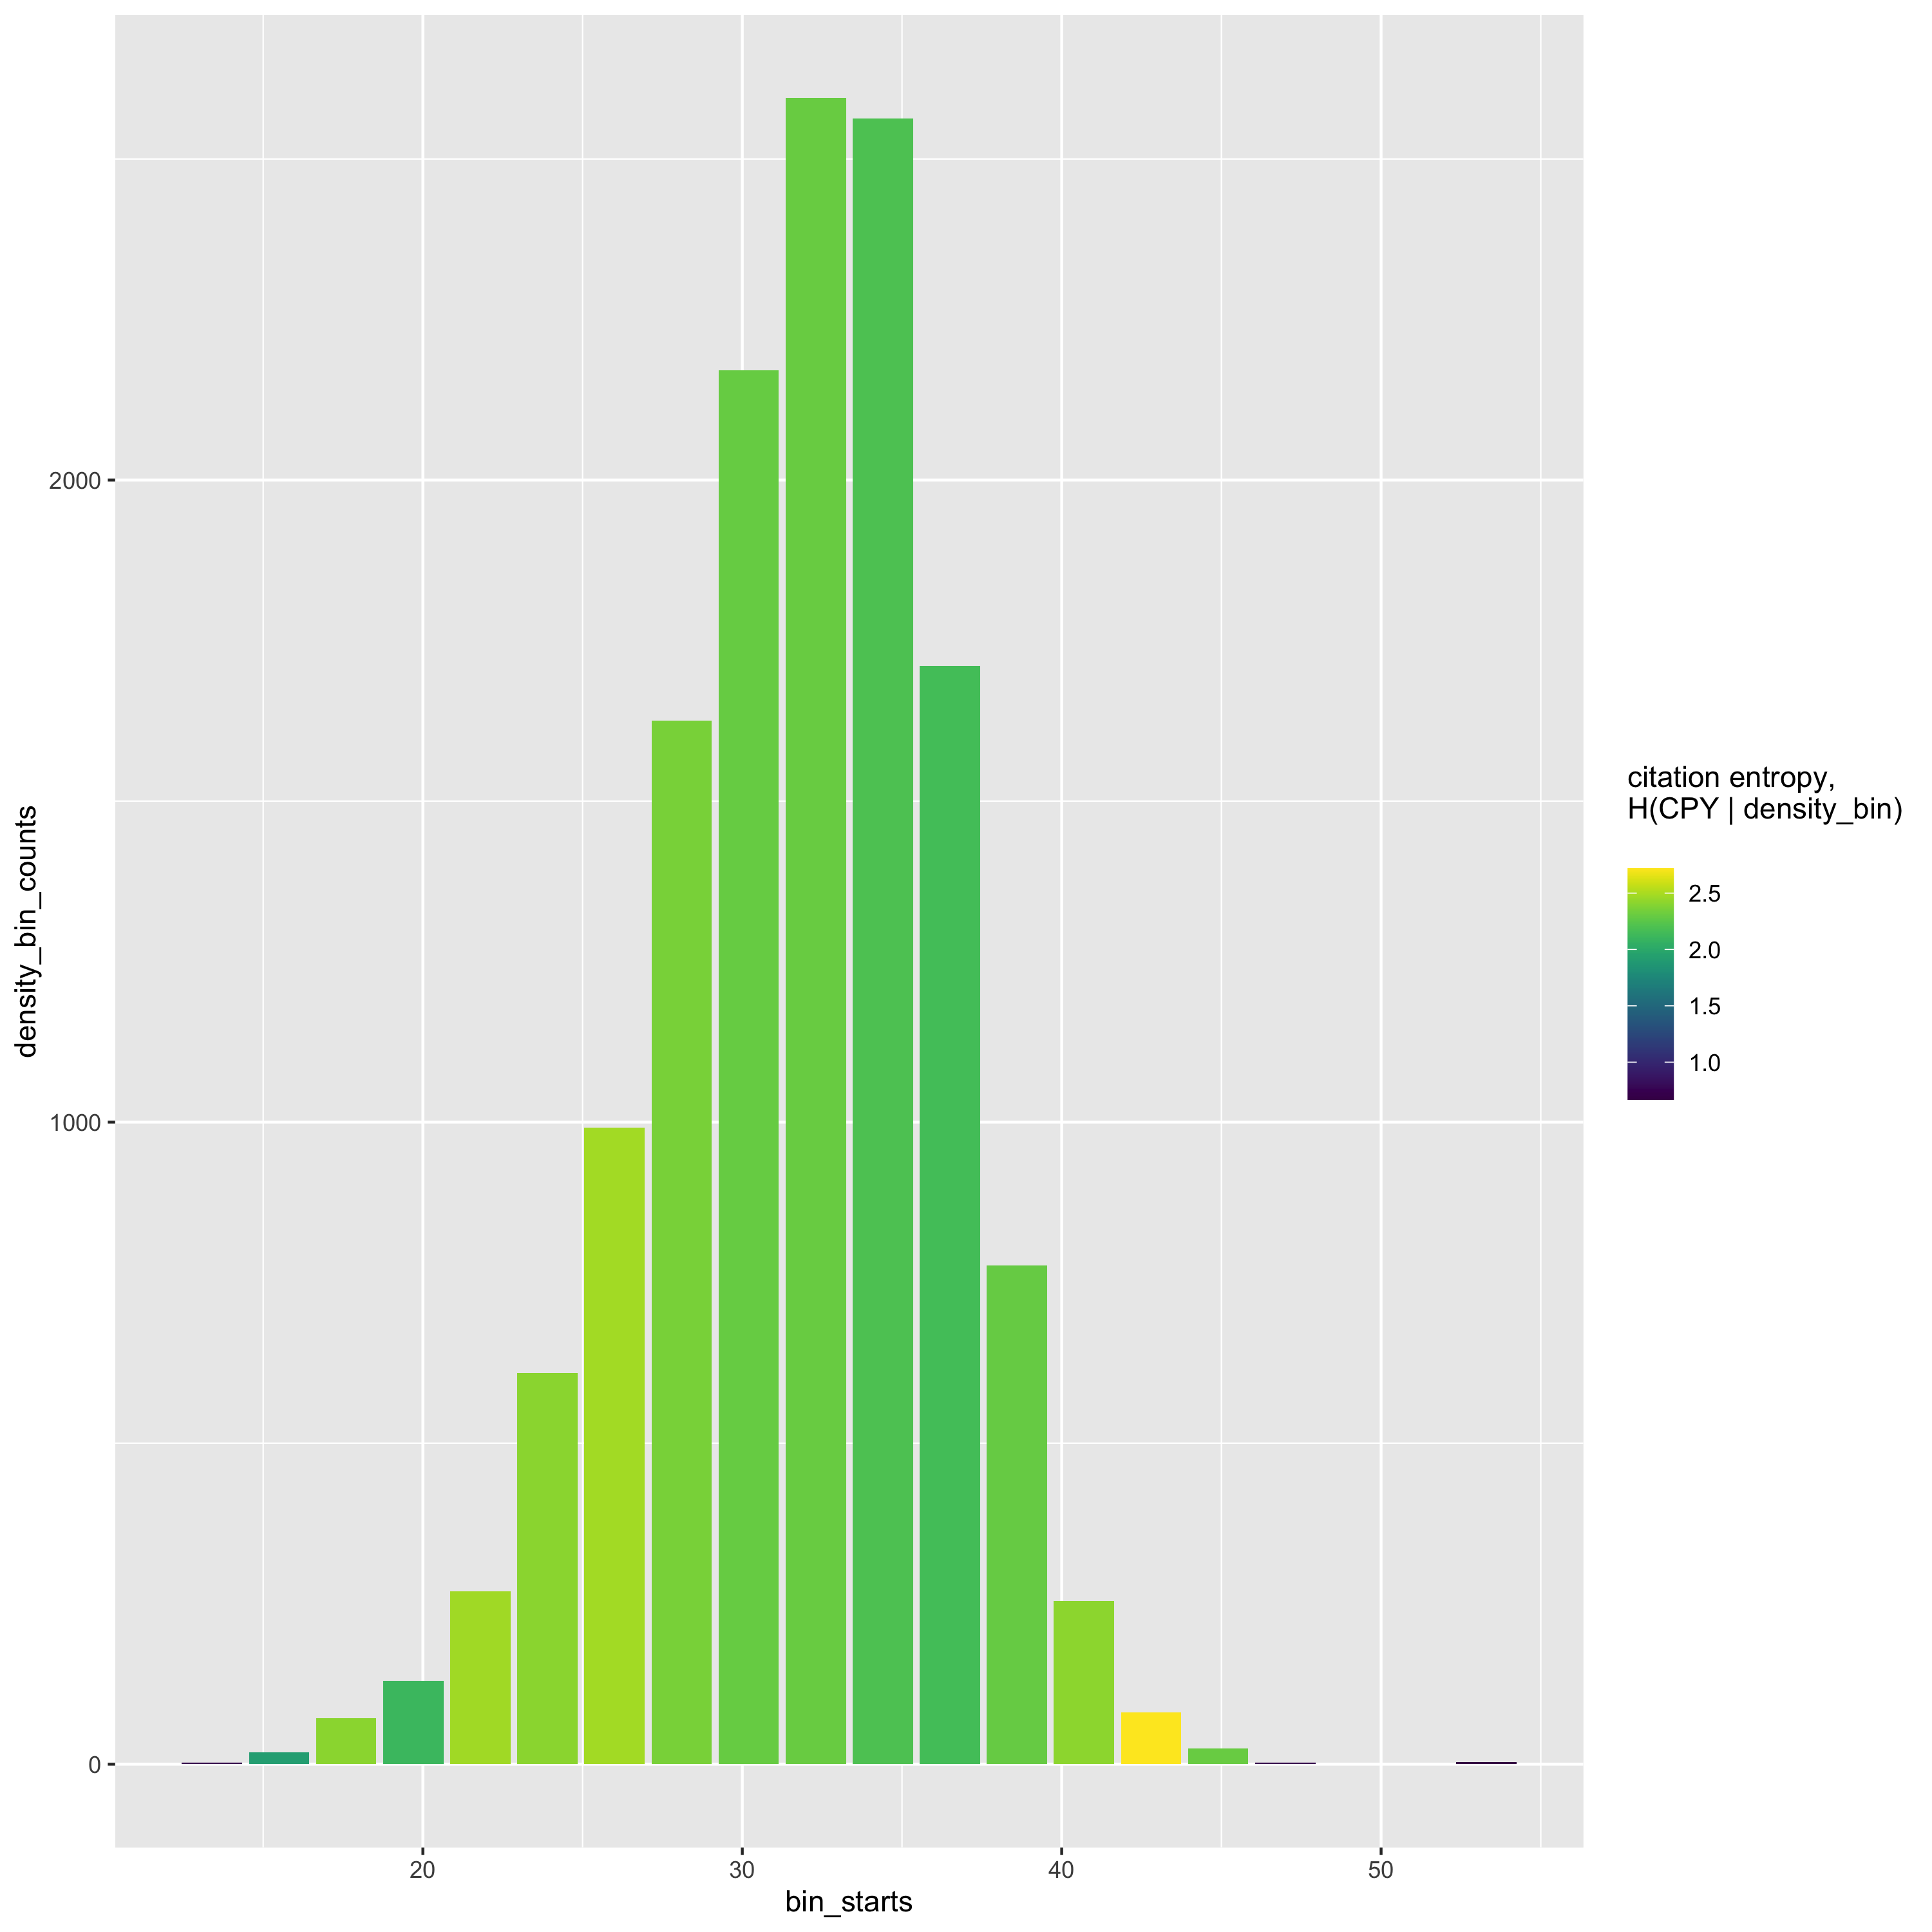 2000
1000
0
density_bin_counts
20
30
40
50
bin_starts
citation entropy,
H(CPY | density_bin)
2.5
2.0
1.5
1.0